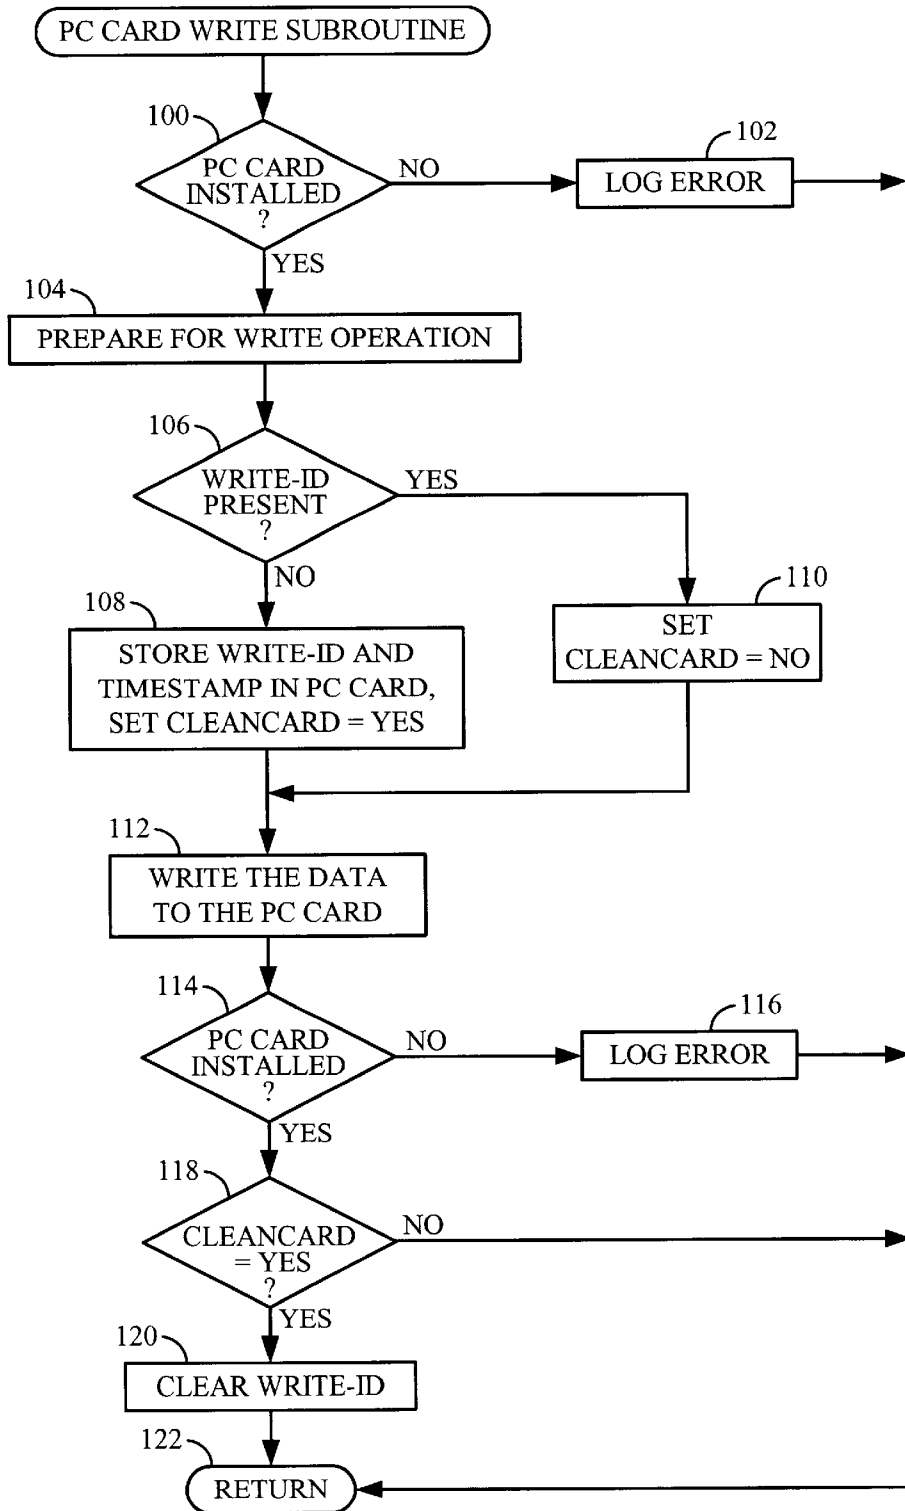 PC CARD WRITE SUBROUTINE
100
PC CARD
INSTALLED
?
NO
102
LOG ERROR
YES
104
PREPARE FOR WRITE OPERATION
106
WRITE-ID
PRESENT
?
YES
NO
108
STORE WRITE-ID AND
TIMESTAMP IN PC CARD,
SET CLEANCARD = YES
110
SET
CLEANCARD = NO
112
WRITE THE DATA
TO THE PC CARD
114
PC CARD
INSTALLED
?
NO
116
LOG ERROR
YES
118
CLEANCARD
= YES
?
NO
YES
120
CLEAR WRITE-ID
122
RETURN